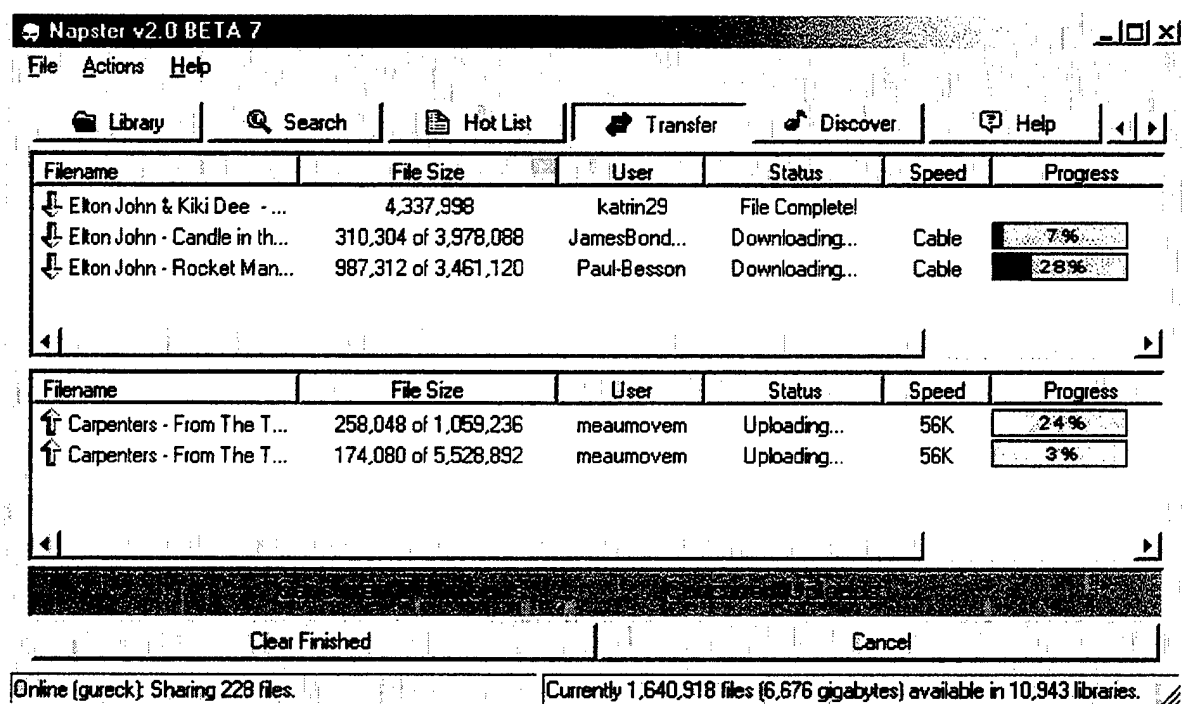 Napster v2.0 BETA 7
File Actions Help
Library Search Hot List Transfer Discover Help
Filename File Size User Status Speed Progress
Elton John & Kiki Dee - ... 4,337,998 katrin29 File Complete!
Elton John - Candle in th... 310,304 of 3,978,088 JamesBond... Downloading... Cable 7%
Elton John - Rocket Man... 987,312 of 3,461,120 Paul-Besson Downloading... Cable 28%
Filename File Size User Status Speed Progress
Carpenters - From The T... 258,048 of 1,059,236 meaumovem Uploading... 56K 24%
Carpenters - From The T... 174,080 of 5,528,892 meaumovem Uploading... 56K 3%
Clear Finished Cancel
Online (gureck): Sharing 228 files. Currently 1,640,918 files (6,676 gigabytes) available in 10,943 libraries.